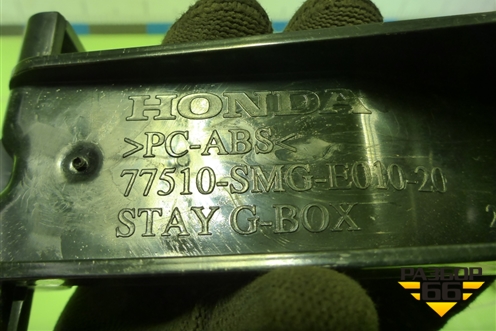 HONDA
>PC-ABS<
77510-SMG-E010-20
STAY G-BOX
РАЗБОР
66